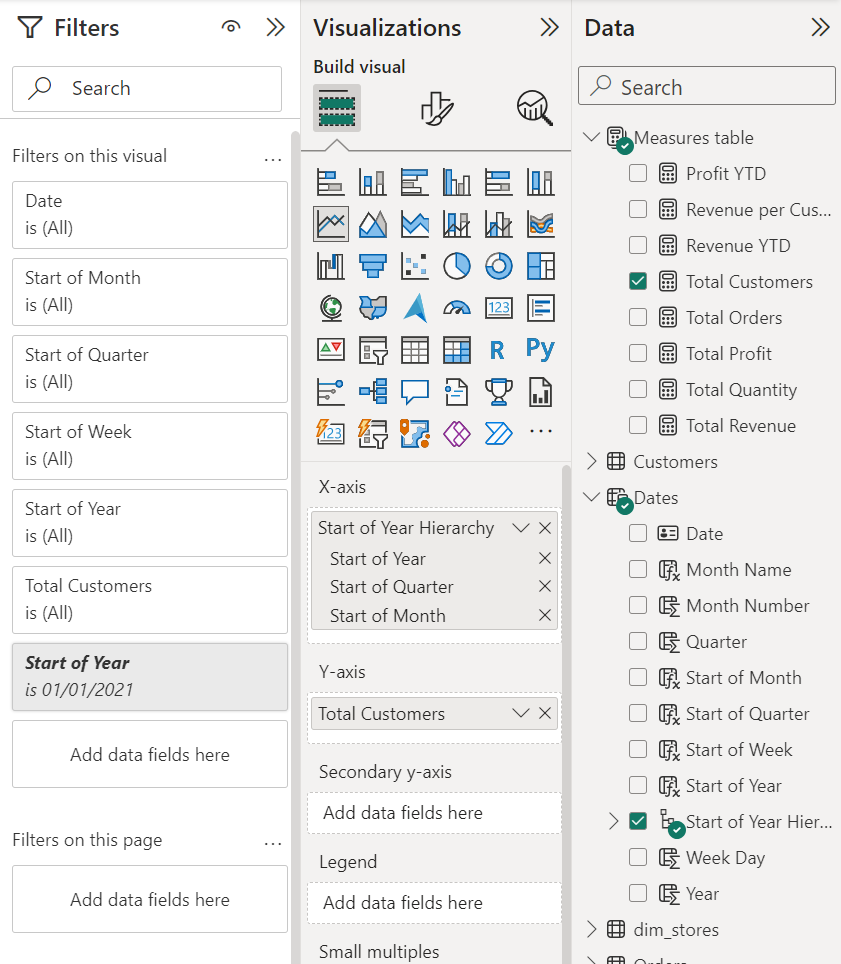 Filters
Search
Filters on this visual
...
Date
is (All)
Start of Month
is (All)
Start of Quarter
is (All)
Start of Week
is (All)
Start of Year
is (All)
Total Customers
is (All)
Start of Year
is 01/01/2021
Add data fields here
Filters on this page
...
Add data fields here
Visualizations
Build visual
123
123
R
Py
123
...
X-axis
Start of Year Hierarchy
Start of Year
Start of Quarter
Start of Month
Y-axis
Total Customers
Secondary y-axis
Add data fields here
Legend
Add data fields here
Small multiples
Data
Search
Measures table
Profit YTD
Revenue per Cus...
Revenue YTD
Total Customers
Total Orders
Total Profit
Total Quantity
Total Revenue
Customers
Dates
Date
Month Name
Month Number
Quarter
Start of Month
Start of Quarter
Start of Week
Start of Year
Start of Year Hier...
Week Day
Year
dim_stores
Orders